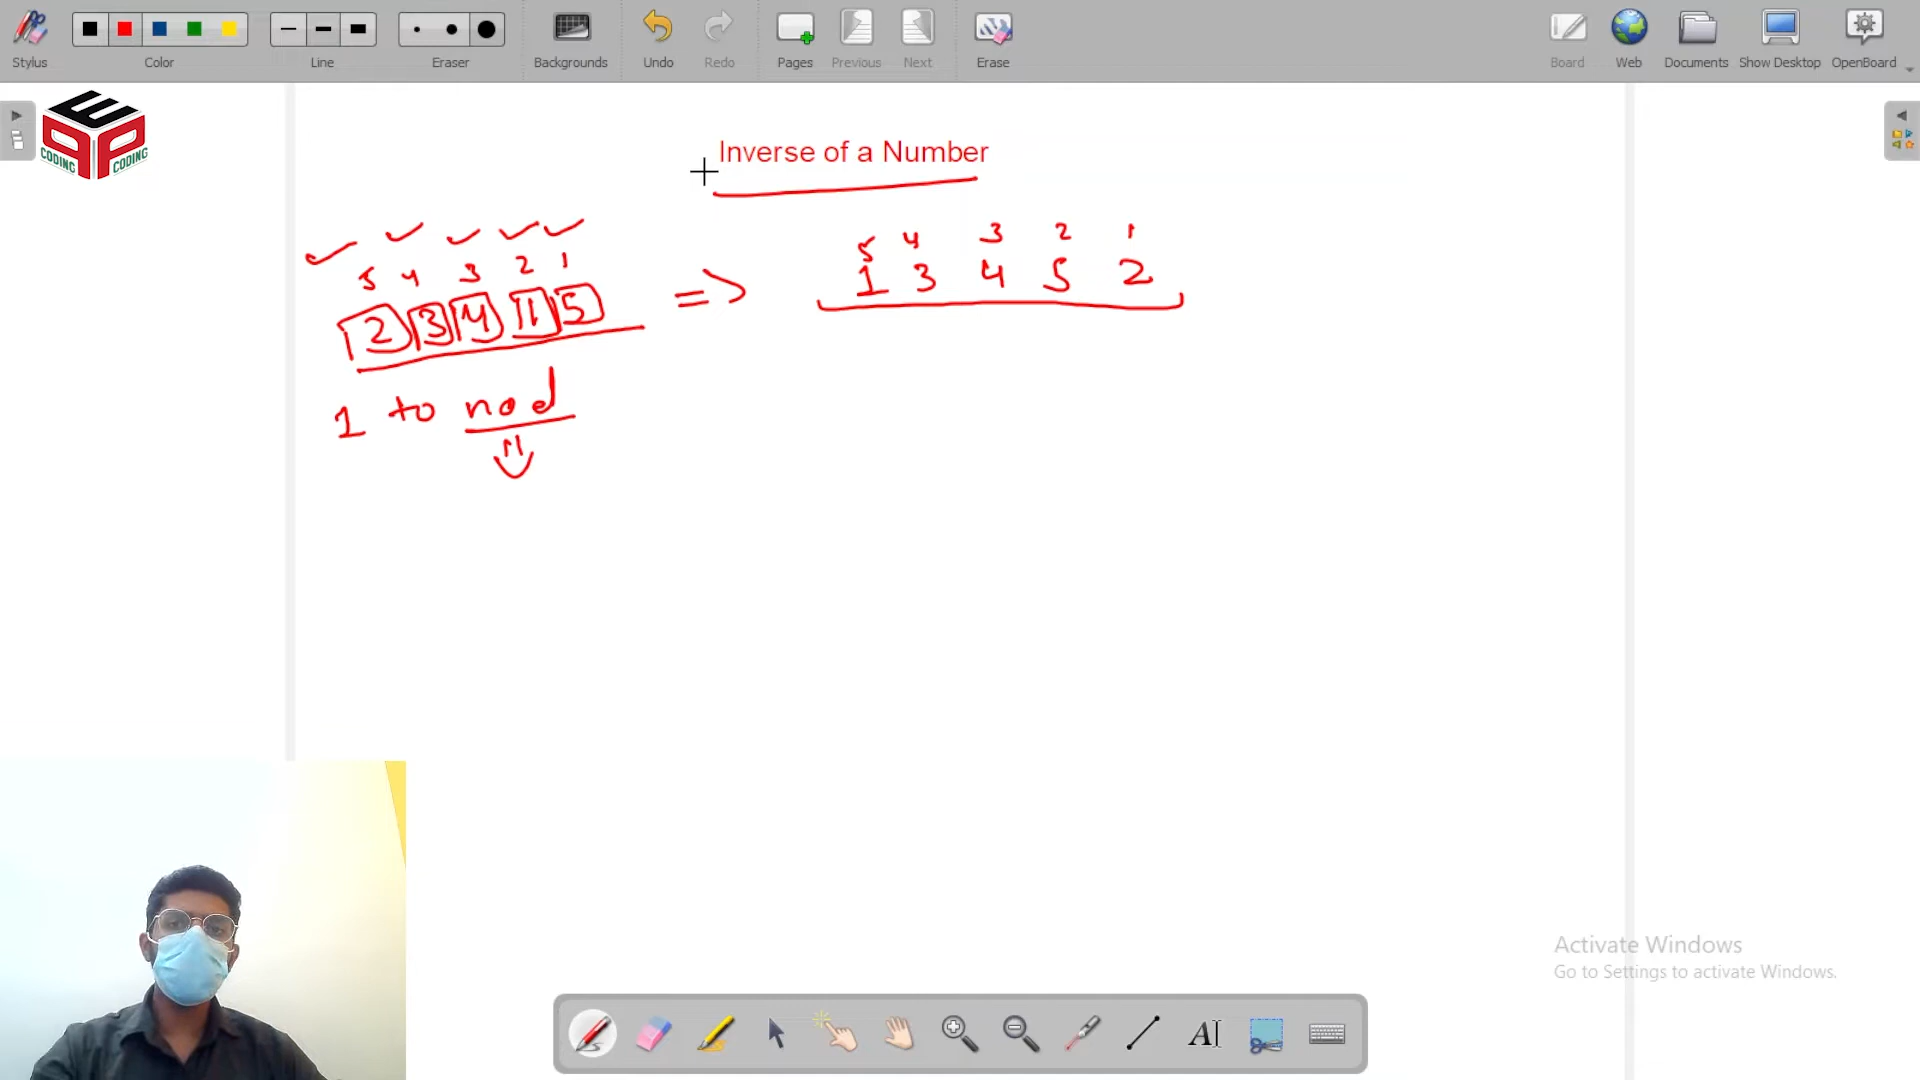 Stylus Color Line Eraser Backgrounds Undo Redo Pages Previous Next Erase Board Web Documents Show Desktop OpenBoard
CODING CODING
Inverse of a Number
5 4 3 2 1
2 3 4 1 5 => 
5 4 3 2 1
1 3 4 5 2
1 to nod
Activate Windows
Go to Settings to activate Windows.